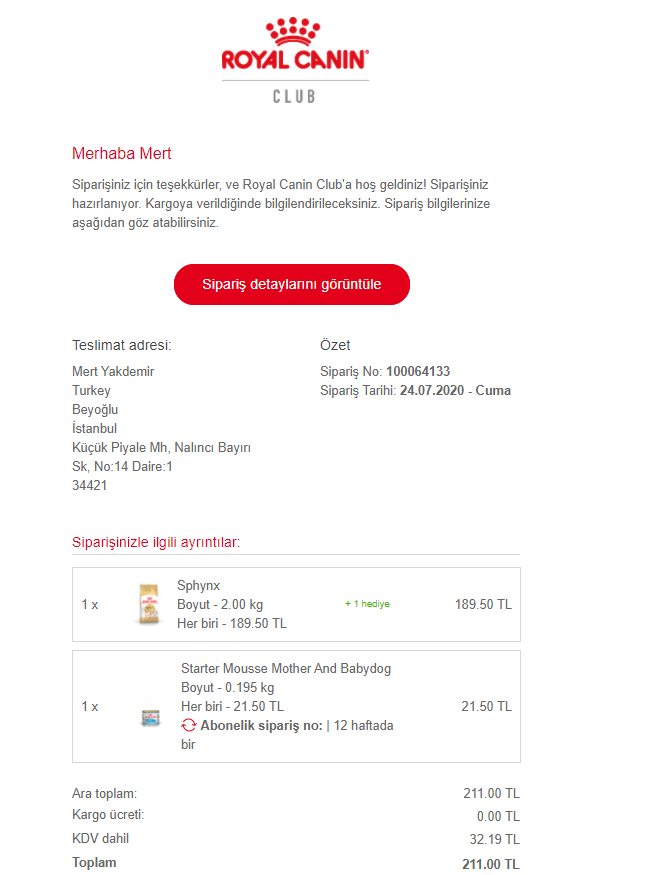 ROYAL CANIN
CLUB
Merhaba Mert
Siparişiniz için teşekkürler, ve Royal Canin Club'a hoş geldiniz! Siparişiniz
hazırlanıyor. Kargoya verildiğinde bilgilendirileceksiniz. Sipariş bilgilerinize
aşağıdan göz atabilirsiniz.
Sipariş detaylarını görüntüle
Teslimat adresi:
Mert Yakdemir
Turkey
Beyoğlu
İstanbul
Küçük Piyale Mh, Nalıncı Bayırı
Sk, No:14 Daire:1
34421
Özet
Sipariş No: 100064133
Sipariş Tarihi: 24.07.2020 - Cuma
Siparişinizle ilgili ayrıntılar:
1 x
Sphynx
Boyut - 2.00 kg
Her biri - 189.50 TL
+ 1 hediye
189.50 TL
1 x
Starter Mousse Mother And Babydog
Boyut - 0.195 kg
Her biri - 21.50 TL
Abonelik sipariş no: | 12 haftada
bir
21.50 TL
Ara toplam: 211.00 TL
Kargo ücreti: 0.00 TL
KDV dahil 32.19 TL
Toplam 211.00 TL